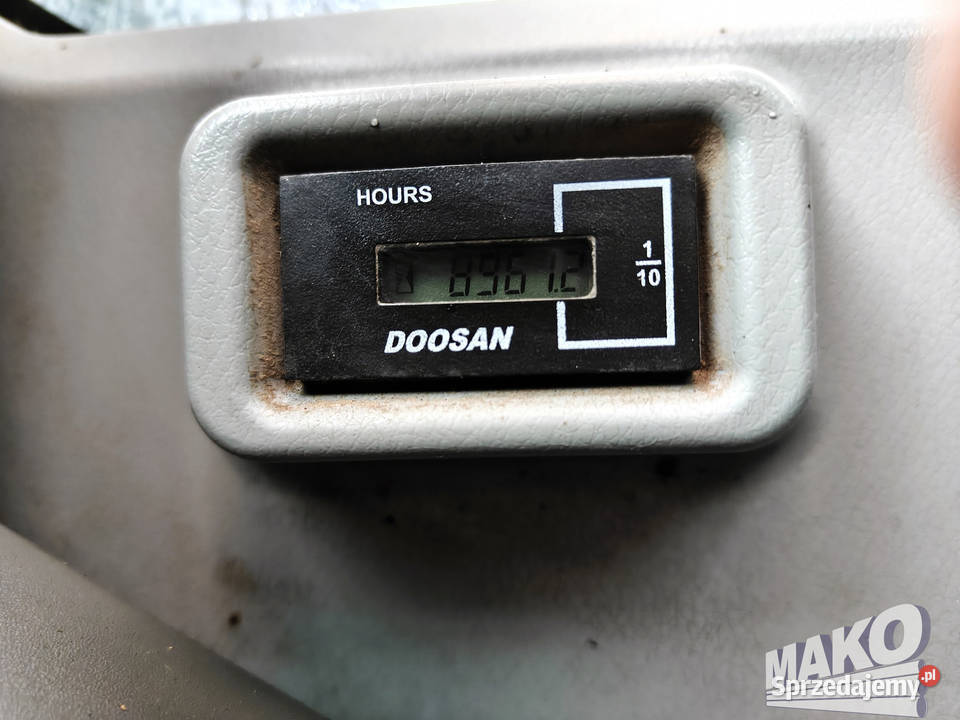 HOURS
8961.2
1
10
DOOSAN
MAKO
Sprzedajemy.pl